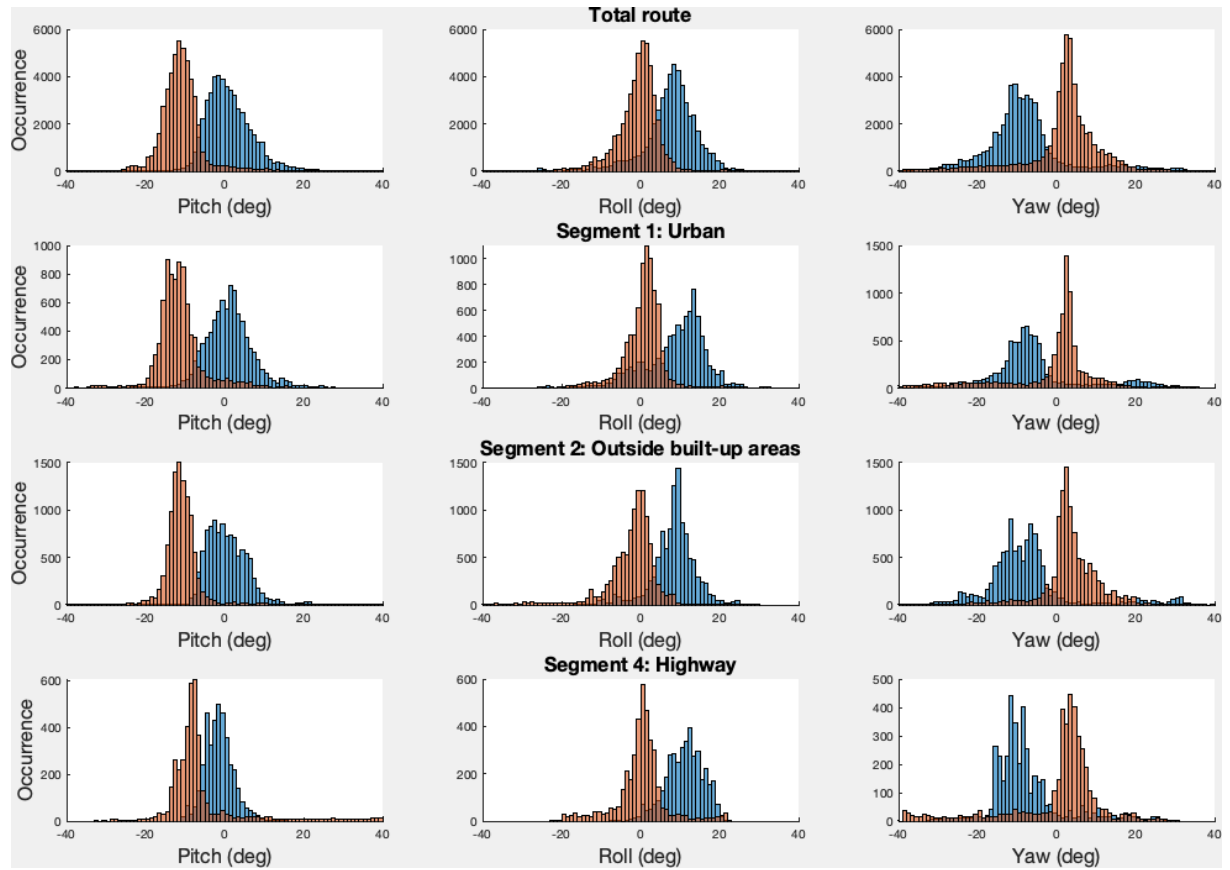 Total route
6000 4000 2000 0
Occurrence
-40 -20 0 20 40
Pitch (deg)
6000 4000 2000 0
-40 -20 0 20 40
Roll (deg)
6000 4000 2000 0
-40 -20 0 20 40
Yaw (deg)
Segment 1: Urban
1000 800 600 400 200 0
Occurrence
-40 -20 0 20 40
Pitch (deg)
1000 800 600 400 200 0
-40 -20 0 20 40
Roll (deg)
1500 1000 500 0
-40 -20 0 20 40
Yaw (deg)
Segment 2: Outside built-up areas
1500 1000 500 0
Occurrence
-40 -20 0 20 40
Pitch (deg)
1500 1000 500 0
-40 -20 0 20 40
Roll (deg)
1500 1000 500 0
-40 -20 0 20 40
Yaw (deg)
Segment 4: Highway
600 400 200 0
Occurrence
-40 -20 0 20 40
Pitch (deg)
600 400 200 0
-40 -20 0 20 40
Roll (deg)
500 400 300 200 100 0
-40 -20 0 20 40
Yaw (deg)